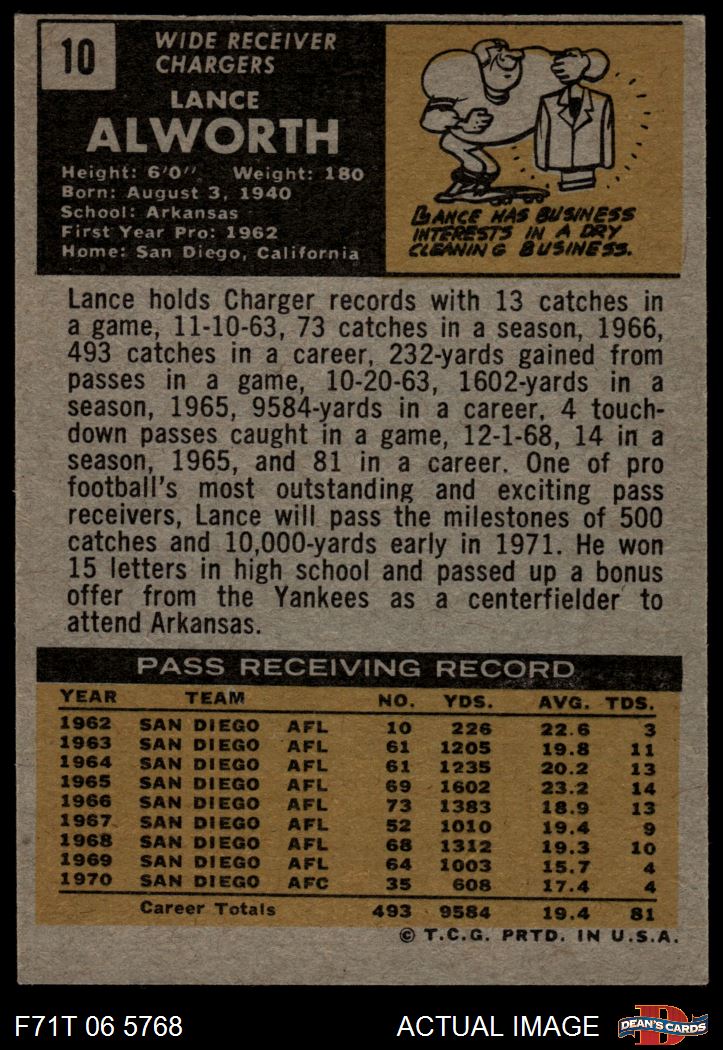 10
WIDE RECEIVER
CHARGERS
LANCE
ALWORTH
Height: 6'0". Weight: 180
Born: August 3, 1940
School: Arkansas
First Year Pro: 1962
Home: San Diego, California
LANCE HAS BUSINESS
INTERESTS IN A DRY
CLEANING BUSINESS.
Lance holds Charger records with 13 catches in
a game, 11-10-63, 73 catches in a season, 1966,
493 catches in a career, 232-yards gained from
passes in a game, 10-20-63, 1602-yards in a
season, 1965, 9584-yards in a career, 4 touch-
down passes caught in a game, 12-1-68, 14 in a
season, 1965, and 81 in a career. One of pro
football's most outstanding and exciting pass
receivers, Lance will pass the milestones of 500
catches and 10,000-yards early in 1971. He won
15 letters in high school and passed up a bonus
offer from the Yankees as a centerfielder to
attend Arkansas.
PASS RECEIVING RECORD
YEAR TEAM NO. YDS. AVG. TDS.
1962 SAN DIEGO AFL 10 226 22.6 3
1963 SAN DIEGO AFL 61 1205 19.8 11
1964 SAN DIEGO AFL 61 1235 20.2 13
1965 SAN DIEGO AFL 69 1602 23.2 14
1966 SAN DIEGO AFL 73 1383 18.9 13
1967 SAN DIEGO AFL 52 1010 19.4 9
1968 SAN DIEGO AFL 68 1312 19.3 10
1969 SAN DIEGO AFL 64 1003 15.7 4
1970 SAN DIEGO AFC 35 608 17.4 4
Career Totals 493 9584 19.4 81
© T.C.G. PRTD. IN U.S.A.
F71T 06 5768 ACTUAL IMAGE
D
DEAN'S CARDS